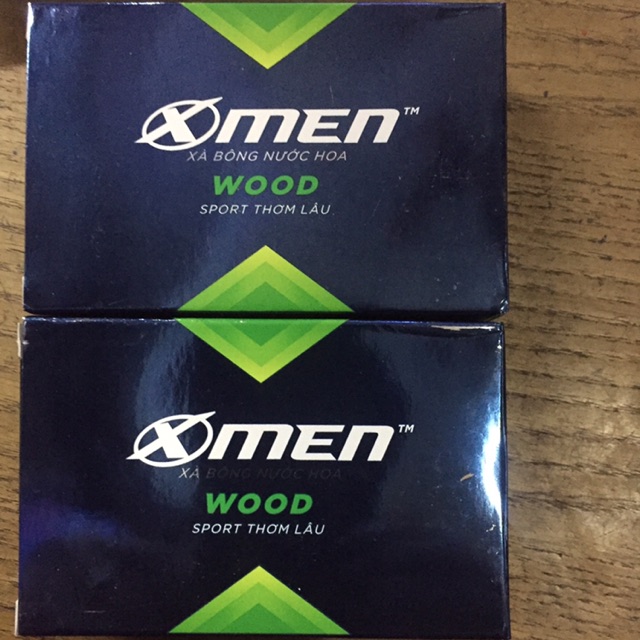 Xmen™
XÀ BÔNG NƯỚC HOA
WOOD
SPORT THƠM LÂU
Xmen™
XÀ BÔNG NƯỚC HOA
WOOD
SPORT THƠM LÂU